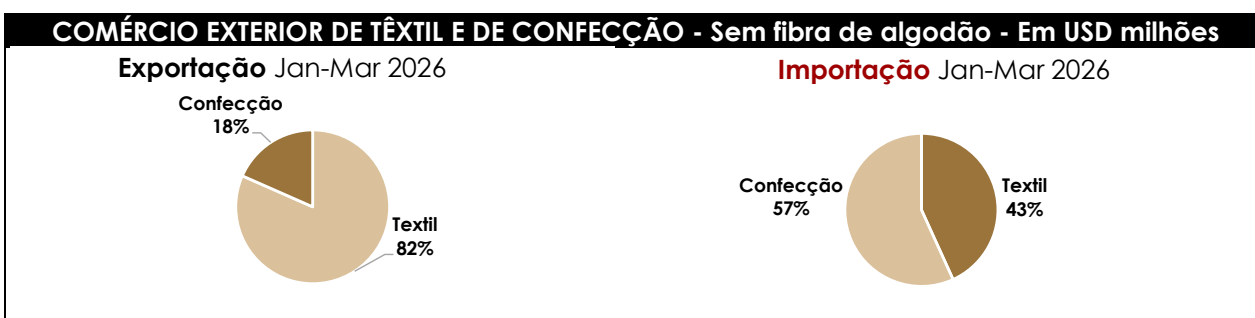 COMÉRCIO EXTERIOR DE TÊXTIL E DE CONFECÇÃO - Sem fibra de algodão - Em USD milhões
Exportação Jan-Mar 2026
Confecção
18%
Textil
82%
Importação Jan-Mar 2026
Confecção
57%
Textil
43%